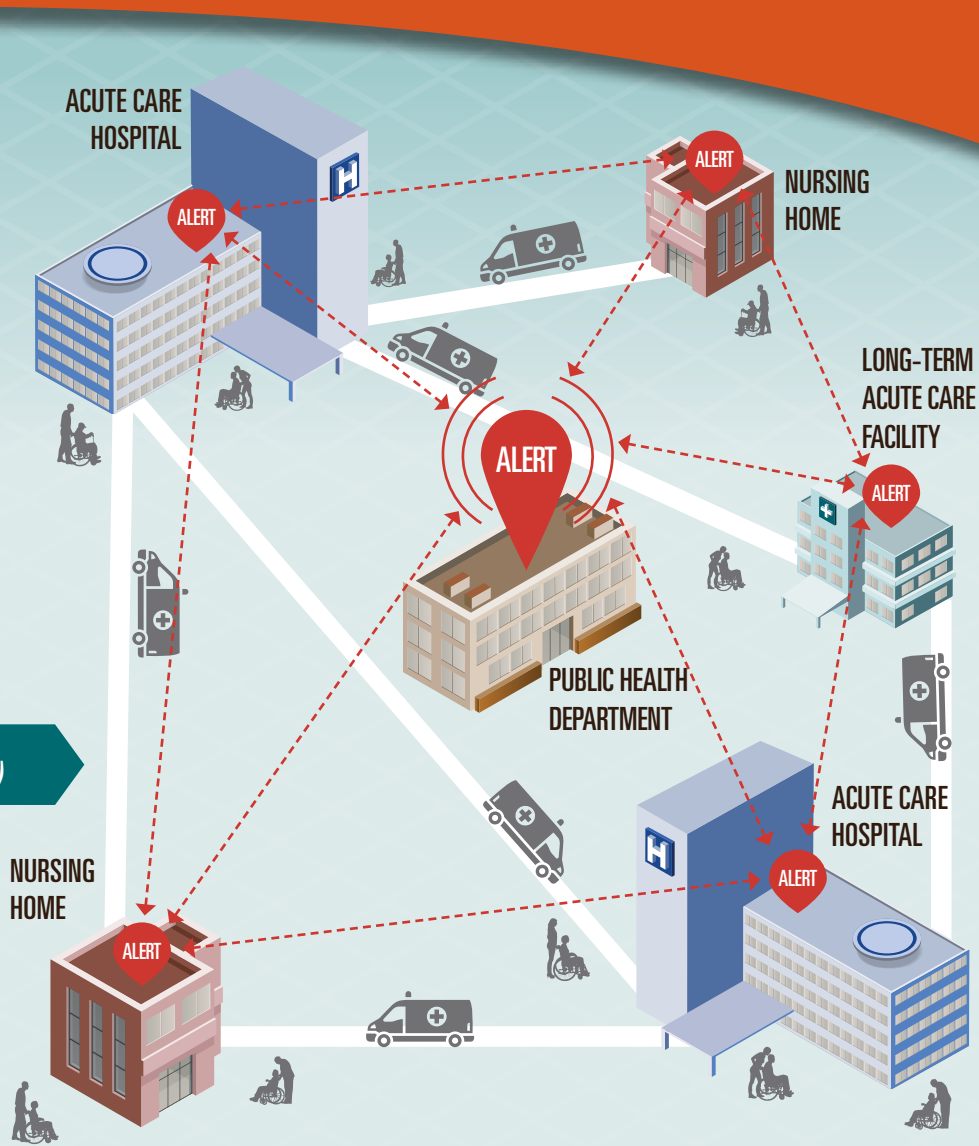 ACUTE CARE
HOSPITAL
H
ALERT
ALERT
NURSING
HOME
LONG-TERM
ACUTE CARE
FACILITY
ALERT
ALERT
PUBLIC HEALTH
DEPARTMENT
ACUTE CARE
HOSPITAL
H
ALERT
NURSING
HOME
ALERT